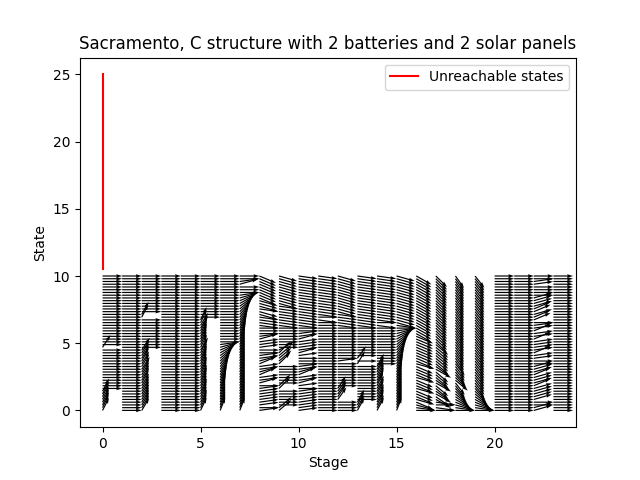 Sacramento, C structure with 2 batteries and 2 solar panels
Unreachable states
25
20
15
10
5
0
State
0 5 10 15 20
Stage